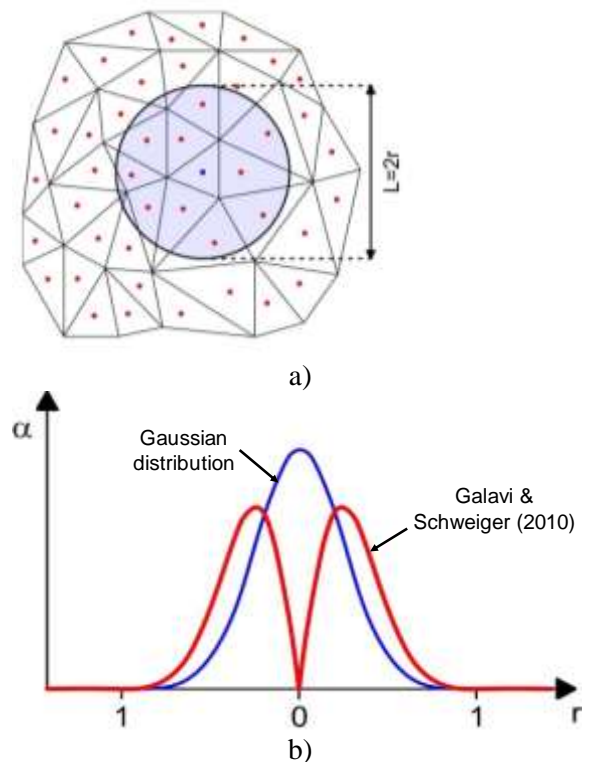 L=2r
a)
α
Gaussian
distribution
Galavi &
Schweiger (2010)
1
0
1
r
b)